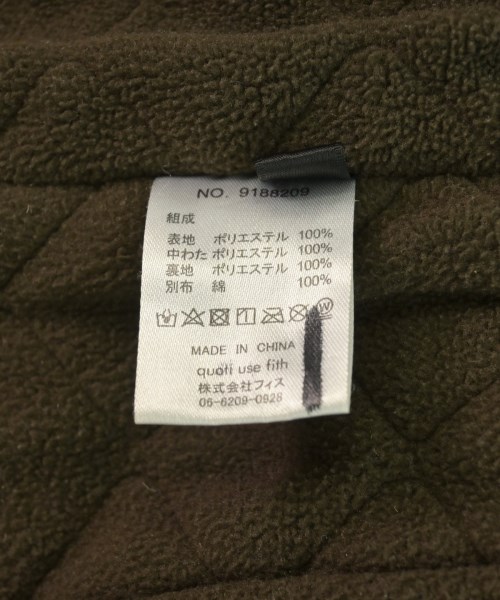 NO. 9188209
組成
表地 ポリエステル 100%
中わた ポリエステル 100%
裏地 ポリエステル 100%
別布 綿 100%
MADE IN CHINA
quoti use fith
株式会社フィス
06-6209-0928